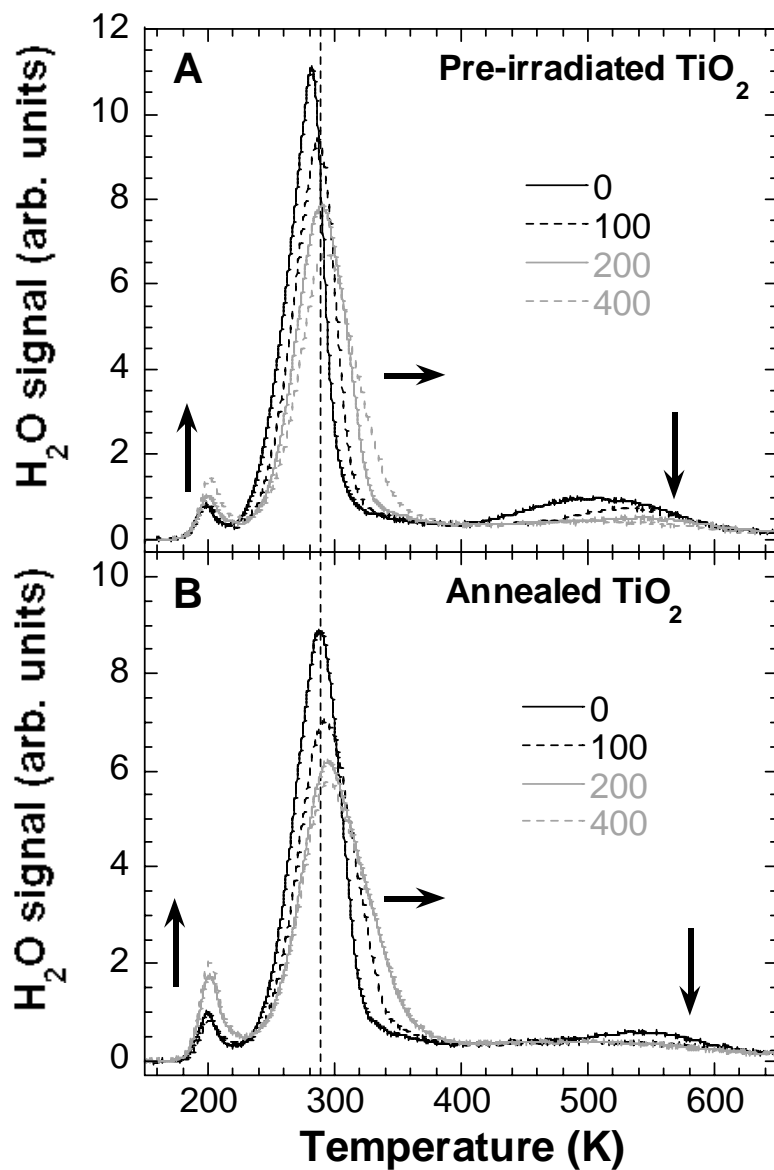 12
A
Pre-irradiated TiO2
10
0
100
200
400
8
6
4
2
0
H2O signal (arb. units)
10
B
Annealed TiO2
8
0
100
200
400
6
4
2
0
H2O signal (arb. units)
200 300 400 500 600
Temperature (K)